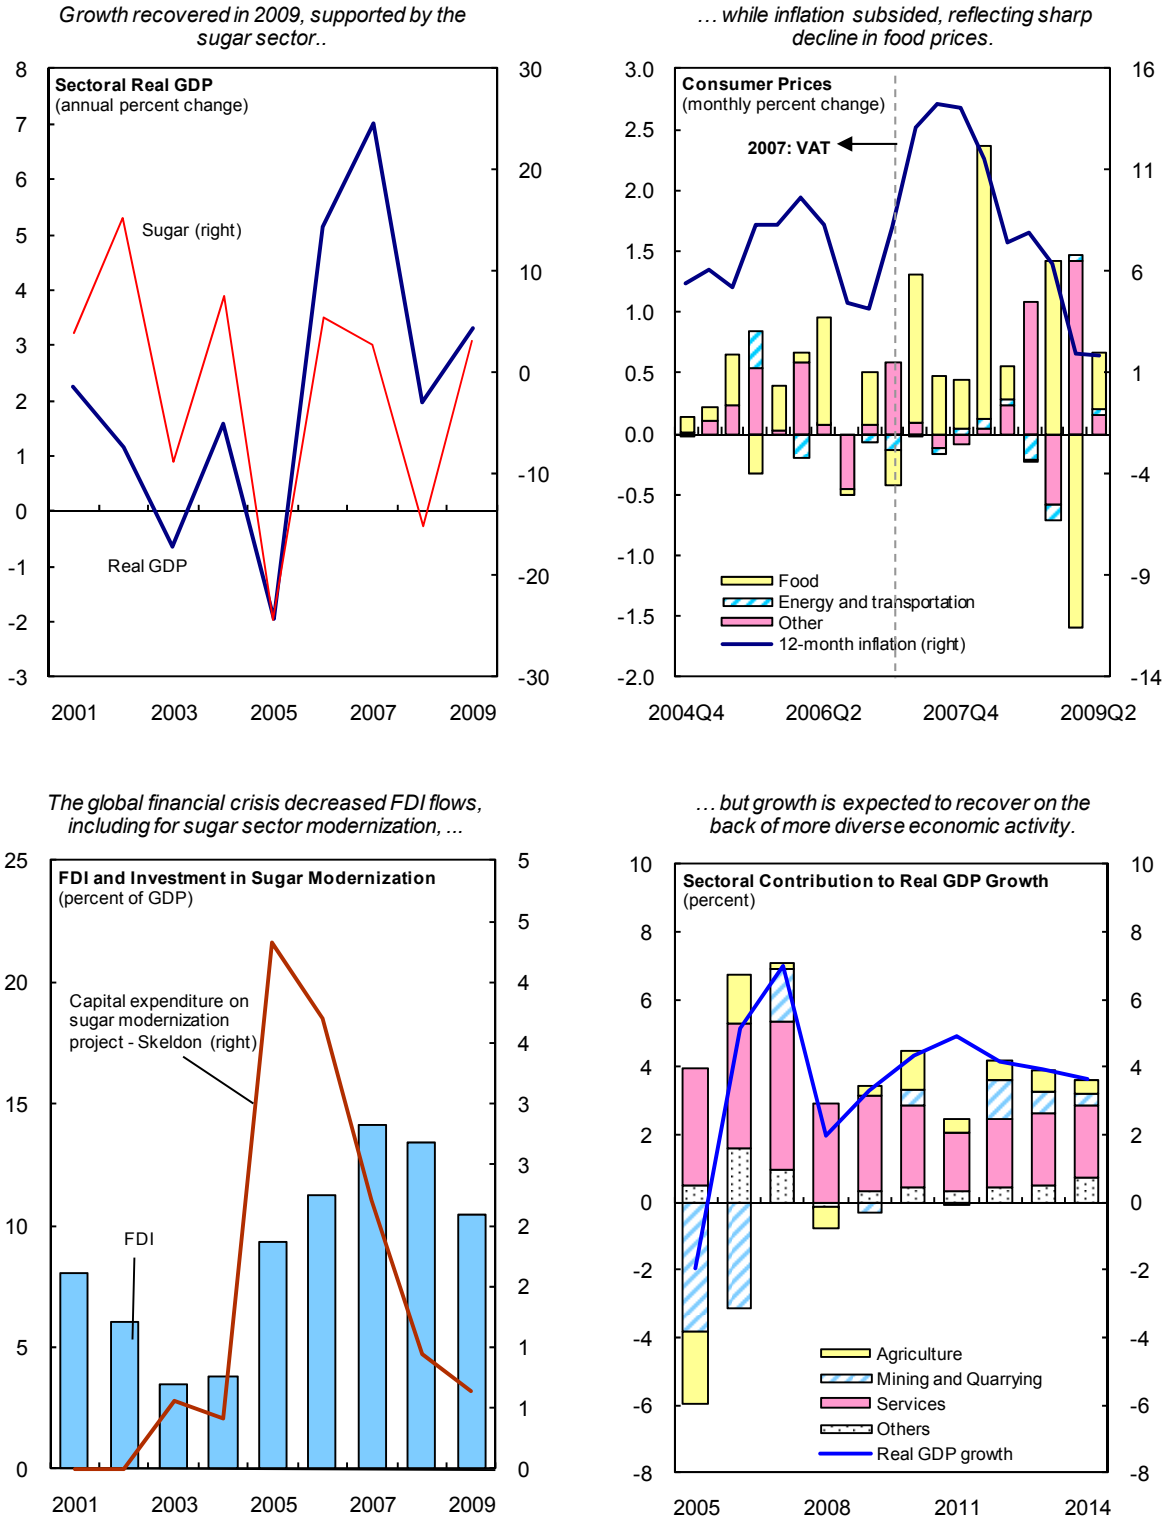 Growth recovered in 2009, supported by the
sugar sector..
Sectoral Real GDP
(annual percent change)
8
7
6
5
4
3
2
1
0
-1
-2
-3
30
20
10
0
-10
-20
-30
Sugar (right)
Real GDP
2001
2003
2005
2007
2009
…while inflation subsided, reflecting sharp
decline in food prices.
Consumer Prices
(monthly percent change)
2007: VAT
3.0
2.5
2.0
1.5
1.0
0.5
0.0
-0.5
-1.0
-1.5
-2.0
16
11
6
1
-4
-9
-14
Food
Energy and transportation
Other
12-month inflation (right)
2004Q4
2006Q2
2007Q4
2009Q2
The global financial crisis decreased FDI flows,
including for sugar sector modernization, ...
FDI and Investment in Sugar Modernization
(percent of GDP)
25
20
15
10
5
0
5
5
4
4
3
3
2
2
1
1
0
Capital expenditure on
sugar modernization
project - Skeldon (right)
FDI
2001
2003
2005
2007
2009
…but growth is expected to recover on the
back of more diverse economic activity.
Sectoral Contribution to Real GDP Growth
(percent)
10
8
6
4
2
0
-2
-4
-6
-8
10
8
6
4
2
0
-2
-4
-6
-8
Agriculture
Mining and Quarrying
Services
Others
Real GDP growth
2005
2008
2011
2014